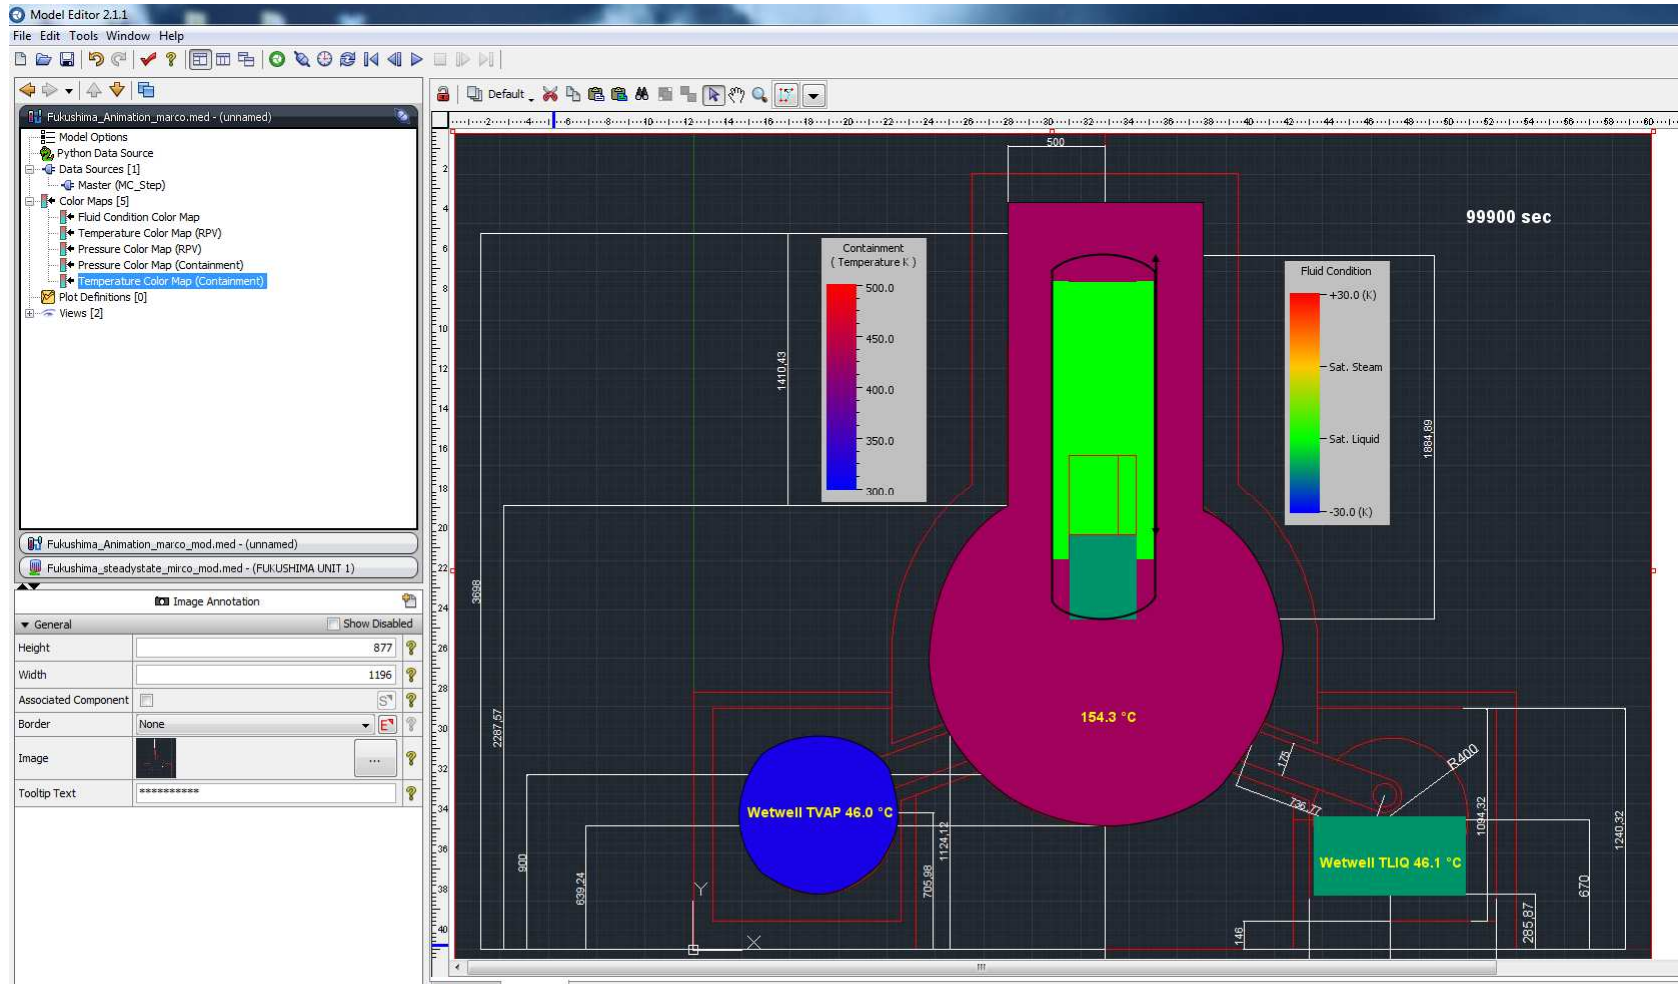 Model Editor 2.1.1
File Edit Tools Window Help
Default
Fukushima_Animation_marco.med - (unnamed)
Model Options
Python Data Source
Data Sources [1]
Master (MC_Step)
Color Maps [5]
Fluid Condition Color Map
Temperature Color Map (RPV)
Pressure Color Map (RPV)
Pressure Color Map (Containment)
Temperature Color Map (Containment)
Plot Definitions [0]
Views [2]
Fukushima_Animation_marco_mod.med - (unnamed)
Fukushima_steadystate_mirco_mod.med - (FUKUSHIMA UNIT 1)
Image Annotation
General
Show Disabled
Height 877
Width 1196
Associated Component
Border None
Image ...
Tooltip Text **********
500
99900 sec
Containment
( Temperature K )
500.0
450.0
400.0
350.0
300.0
Fluid Condition
+30.0 (K)
Sat. Steam
Sat. Liquid
-30.0 (K)
1410,43
1884,89
3698
2287,57
154.3 °C
Wetwell TVAP 46.0 °C
Wetwell TLIQ 46.1 °C
R400
175
736,77
1094,32
1240,32
900
639,24
705,98
1124,12
670
285,87
146
Y
X